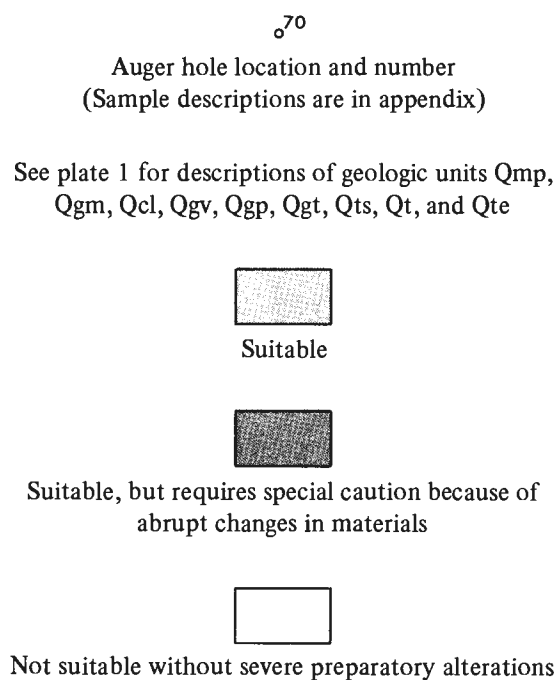 70
Auger hole location and number
(Sample descriptions are in appendix)
See plate 1 for descriptions of geologic units Qmp,
Qgm, Qcl, Qgv, Qgp, Qgt, Qts, Qt, and Qte
Suitable
Suitable, but requires special caution because of
abrupt changes in materials
Not suitable without severe preparatory alterations